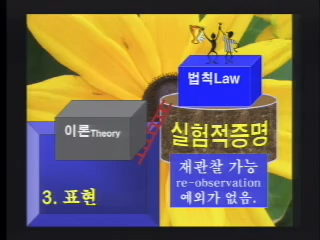 법칙Law
이론Theory
실험적증명
재관찰 가능
re-observation
예외가 없음.
3. 표현